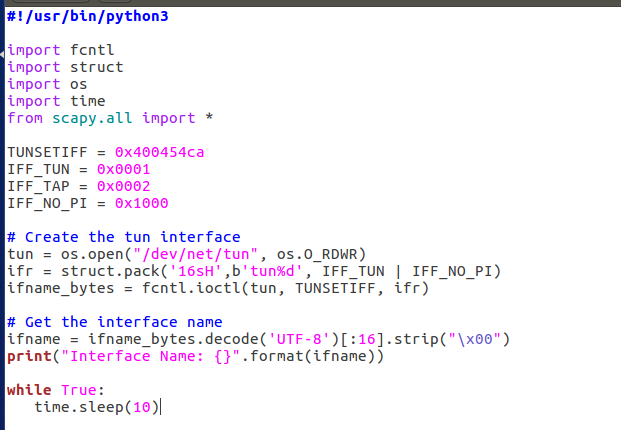 #!/usr/bin/python3
import fcntl
import struct
import os
import time
from scapy.all import *
TUNSETIFF = 0x400454ca
IFF_TUN = 0x0001
IFF_TAP = 0x0002
IFF_NO_PI = 0x1000
# Create the tun interface
tun = os.open("/dev/net/tun", os.O_RDWR)
ifr = struct.pack('16sH',b'tun%d', IFF_TUN | IFF_NO_PI)
ifname_bytes = fcntl.ioctl(tun, TUNSETIFF, ifr)
# Get the interface name
ifname = ifname_bytes.decode('UTF-8')[:16].strip("\x00")
print("Interface Name: {}".format(ifname))
while True:
   time.sleep(10)